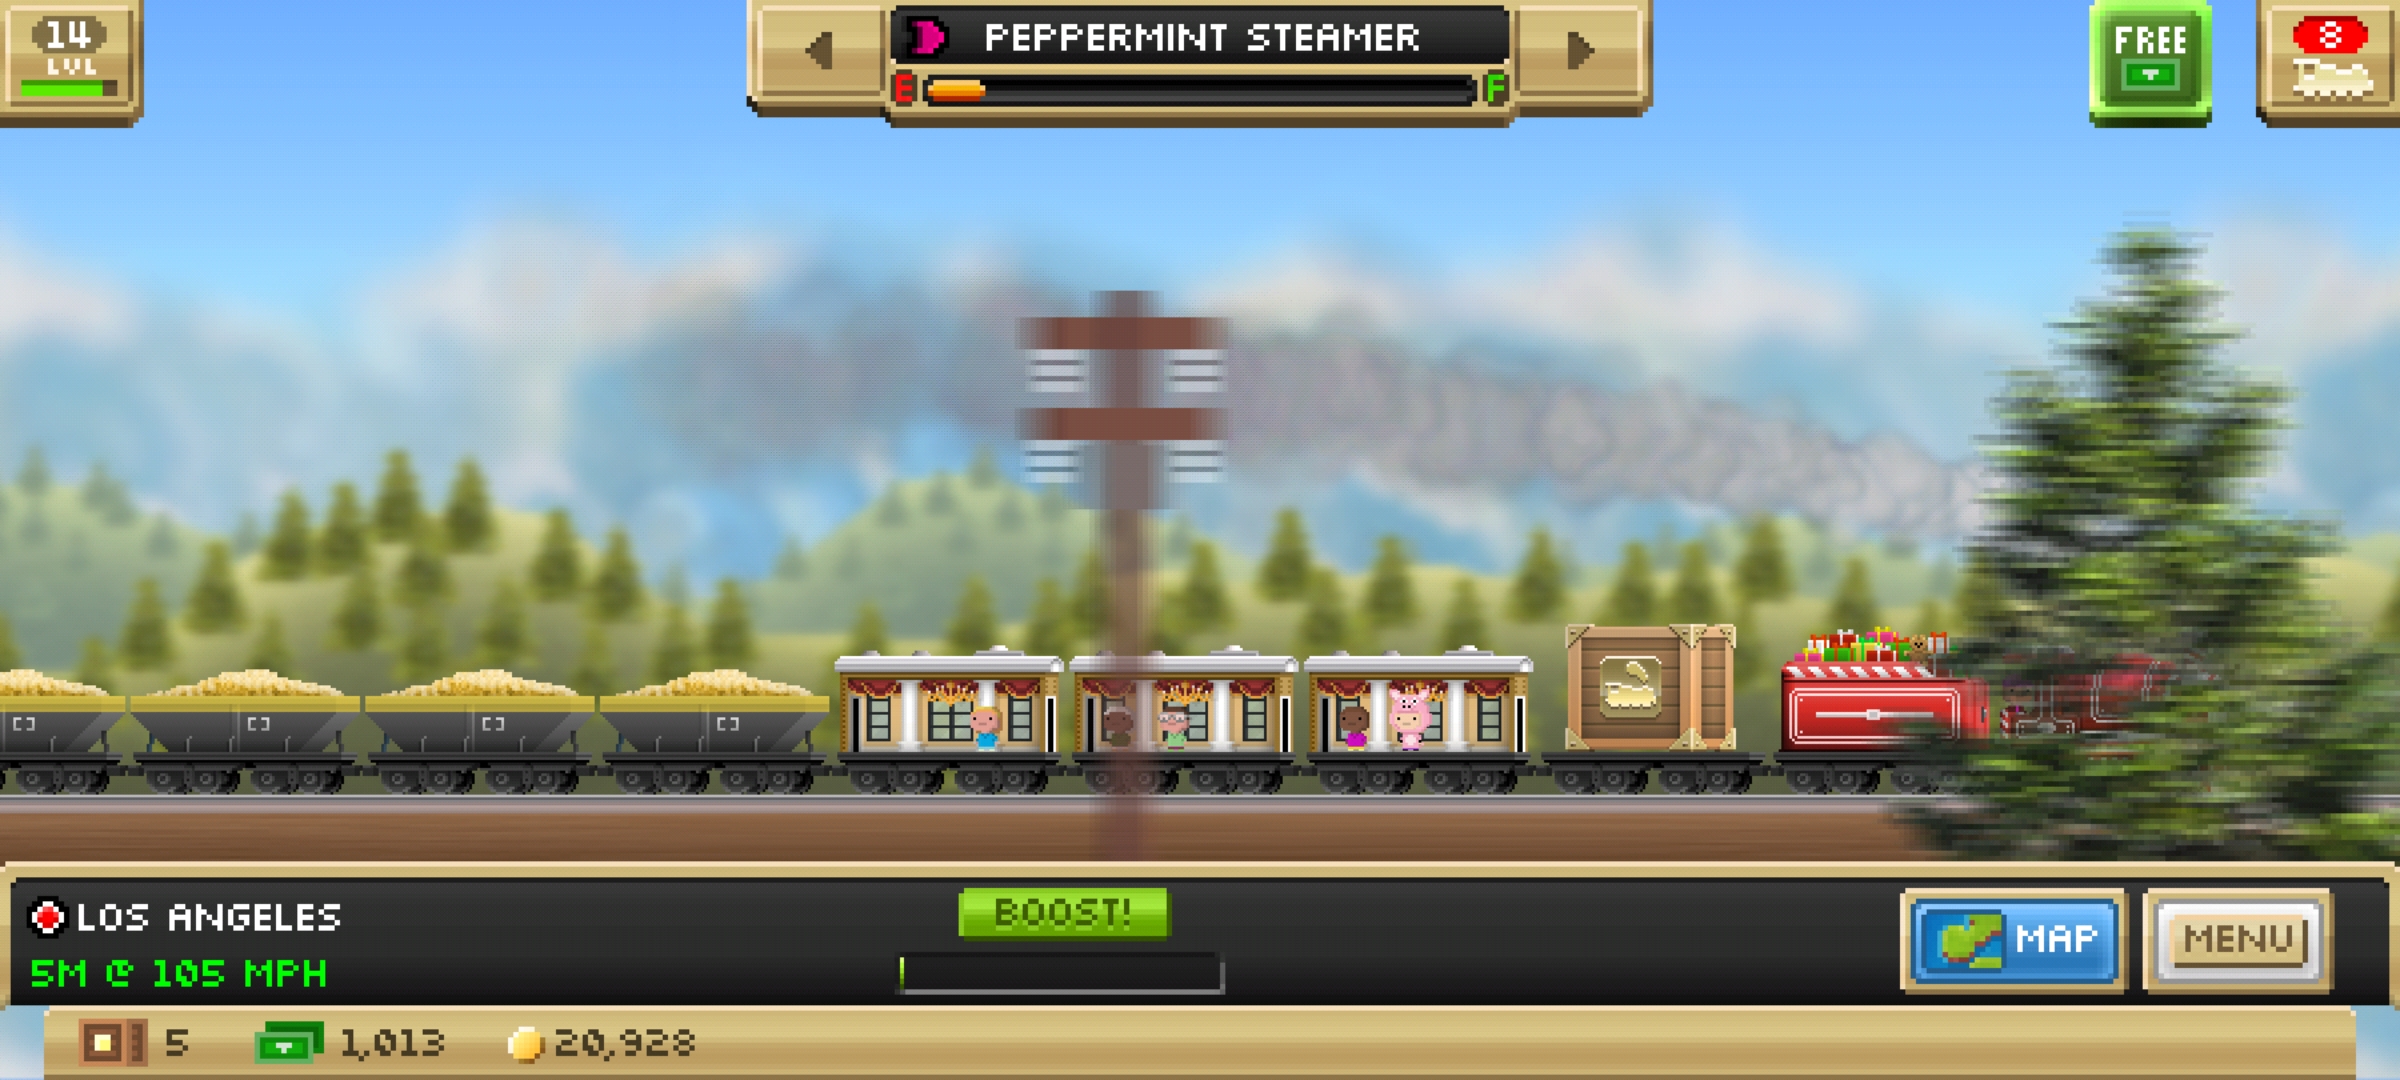 14
LVL
PEPPERMINT STEAMER
E F
FREE
8
LOS ANGELES
5M @ 105 MPH
BOOST!
MAP
MENU
5
1,013
20,928